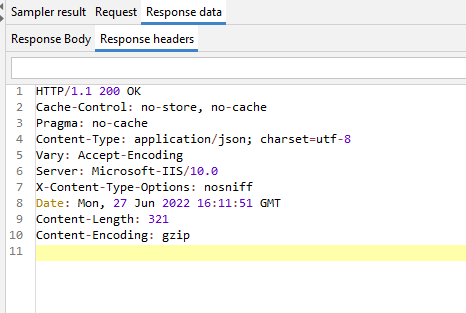 Sampler result Request Response data
Response Body Response headers
1 HTTP/1.1 200 OK
2 Cache-Control: no-store, no-cache
3 Pragma: no-cache
4 Content-Type: application/json; charset=utf-8
5 Vary: Accept-Encoding
6 Server: Microsoft-IIS/10.0
7 X-Content-Type-Options: nosniff
8 Date: Mon, 27 Jun 2022 16:11:51 GMT
9 Content-Length: 321
10 Content-Encoding: gzip
11